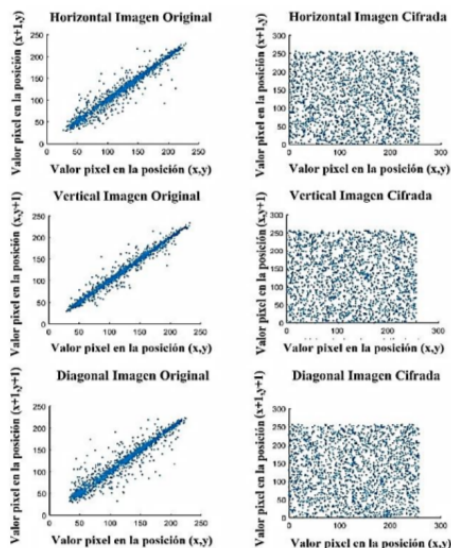 Horizontal Imagen Original
Valor pixel en la posición (x+1,y)
250
200
150
100
50
0
50 100 150 200 250
Valor pixel en la posición (x,y)
Horizontal Imagen Cifrada
Valor pixel en la posición (x+1,y)
300
250
200
150
100
50
0
0 100 200 300
Valor pixel en la posición (x,y)
Vertical Imagen Original
Valor pixel en la posición (x,y+1)
250
200
150
100
50
0
0 50 100 150 200 250
Valor pixel en la posición (x,y)
Vertical Imagen Cifrada
Valor pixel en la posición (x,y+1)
300
250
200
150
100
50
0
0 100 200 300
Valor pixel en la posición (x,y)
Diagonal Imagen Original
Valor pixel en la posición (x+1,y+1)
250
200
150
100
50
0
0 50 100 150 200 250
Valor pixel en la posición (x,y)
Diagonal Imagen Cifrada
Valor pixel en la posición (x+1,y+1)
300
250
200
150
100
50
0
0 100 200 300
Valor pixel en la posición (x,y)